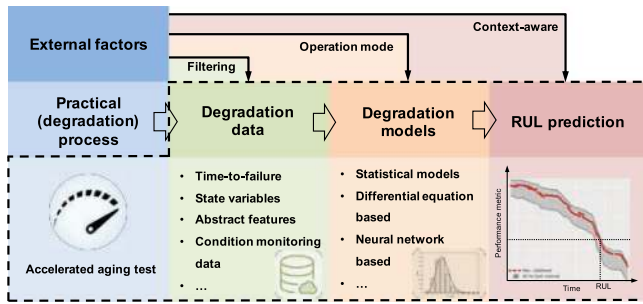 External factors
Context-aware
Operation mode
Filtering
Practical
(degradation)
process
Degradation
data
Degradation
models
RUL prediction
Accelerated aging test
• Time-to-failure
• State variables
• Abstract features
• Condition monitoring
data
• ...
• Statistical models
• Differential equation
based
• Neural network
based
• ...
Performance metric
Time
RUL